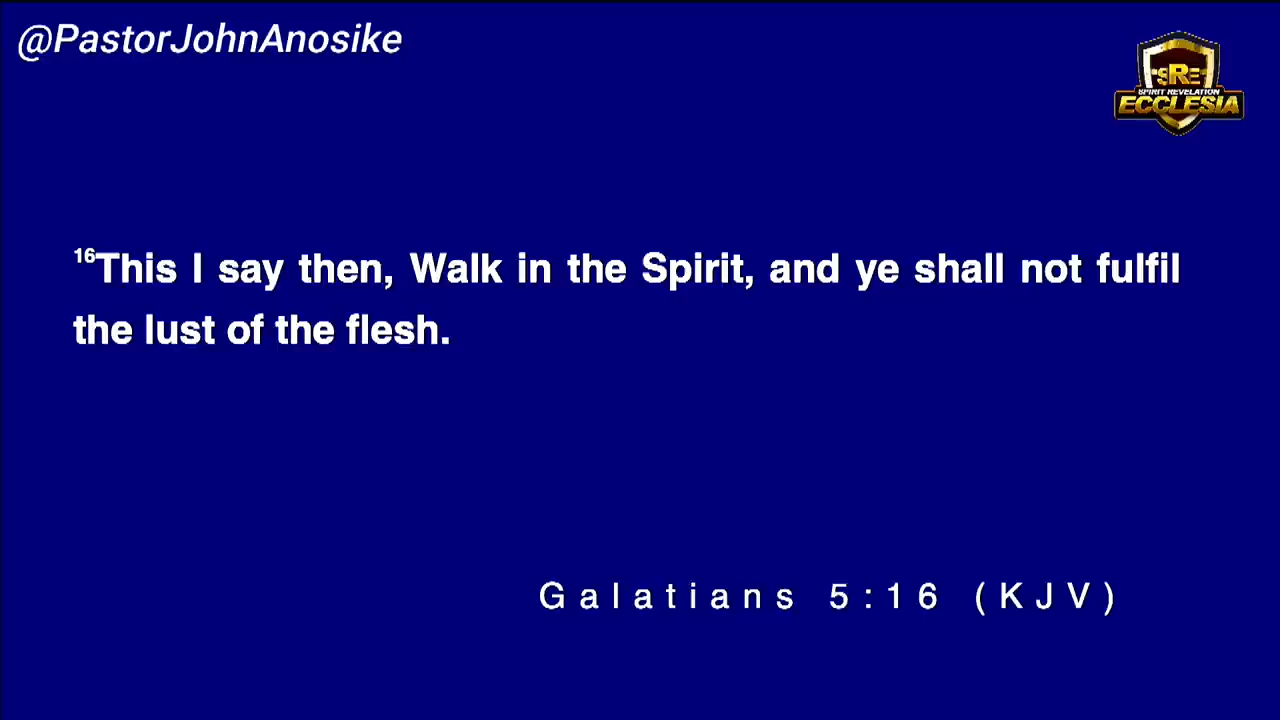 @PastorJohnAnosike
SRE
SPIRIT REVELATION
ECCLESIA
16This I say then, Walk in the Spirit, and ye shall not fulfil
the lust of the flesh.
Galatians 5:16 (KJV)